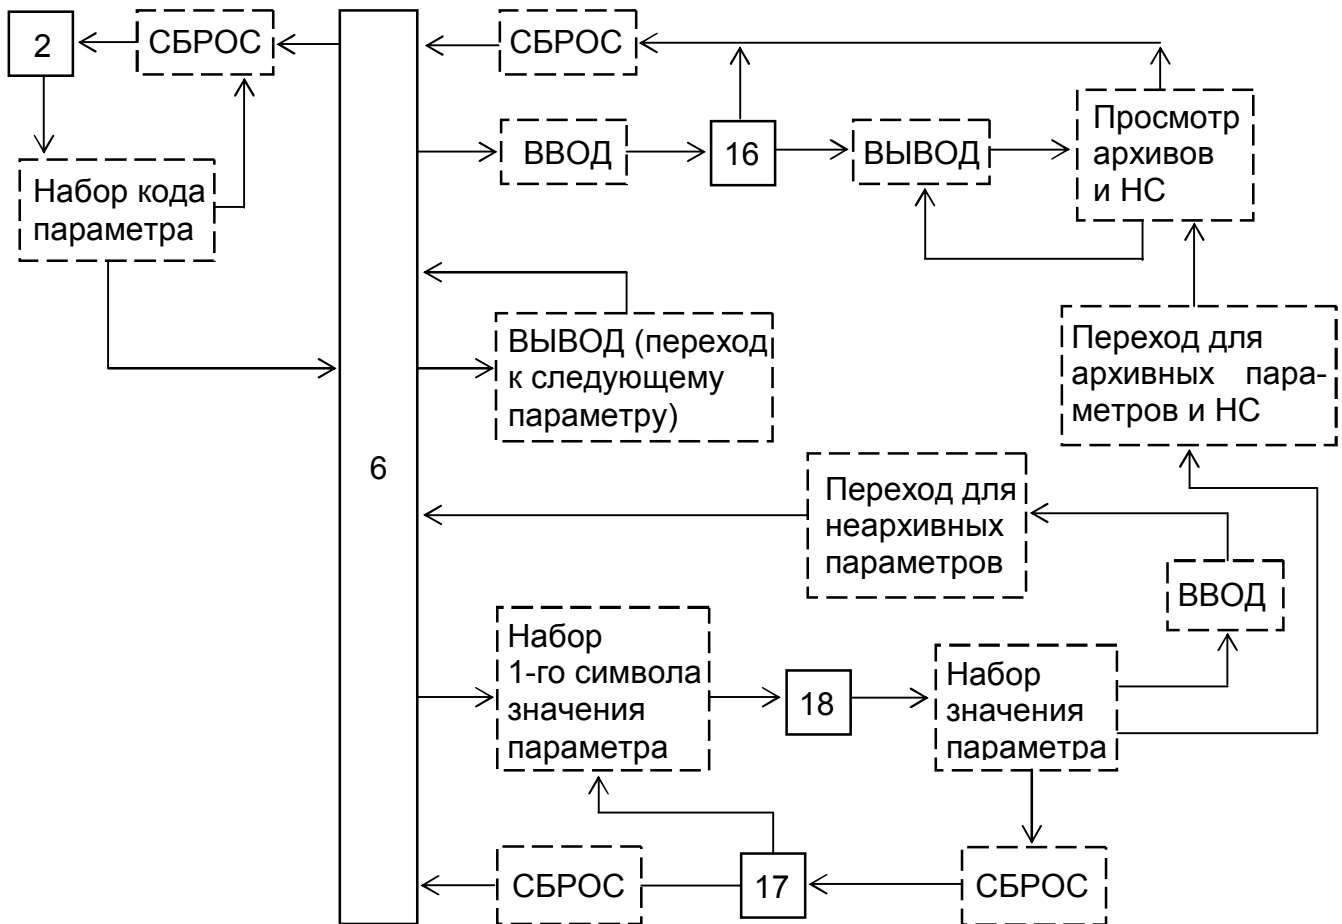 2
СБРОС
Набор кода
параметра
6
СБРОС
ВВОД
16
ВЫВОД
Просмотр
архивов
и НС
ВЫВОД (переход
к следующему
параметру)
Переход для
архивных пара-
метров и НС
Переход для
неархивных
параметров
ВВОД
Набор
1-го символа
значения
параметра
18
Набор
значения
параметра
СБРОС
17
СБРОС